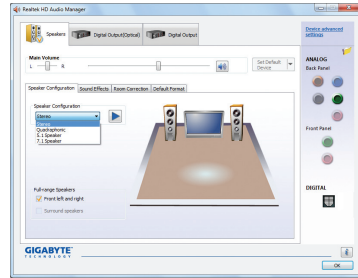 Realtek HD Audio Manager
Speakers
Digital Output(Optical)
Digital Output
Device advanced settings
Main Volume
L
R
Set Default Device
ANALOG
Back Panel
Speaker Configuration
Sound Effects
Room Correction
Default Format
Speaker Configuration
Stereo
Stereo
Quadraphonic
5.1 Speaker
7.1 Speaker
Front Panel
Full-range Speakers
Front left and right
Surround speakers
DIGITAL
GIGABYTE
TECHNOLOGY
i
OK